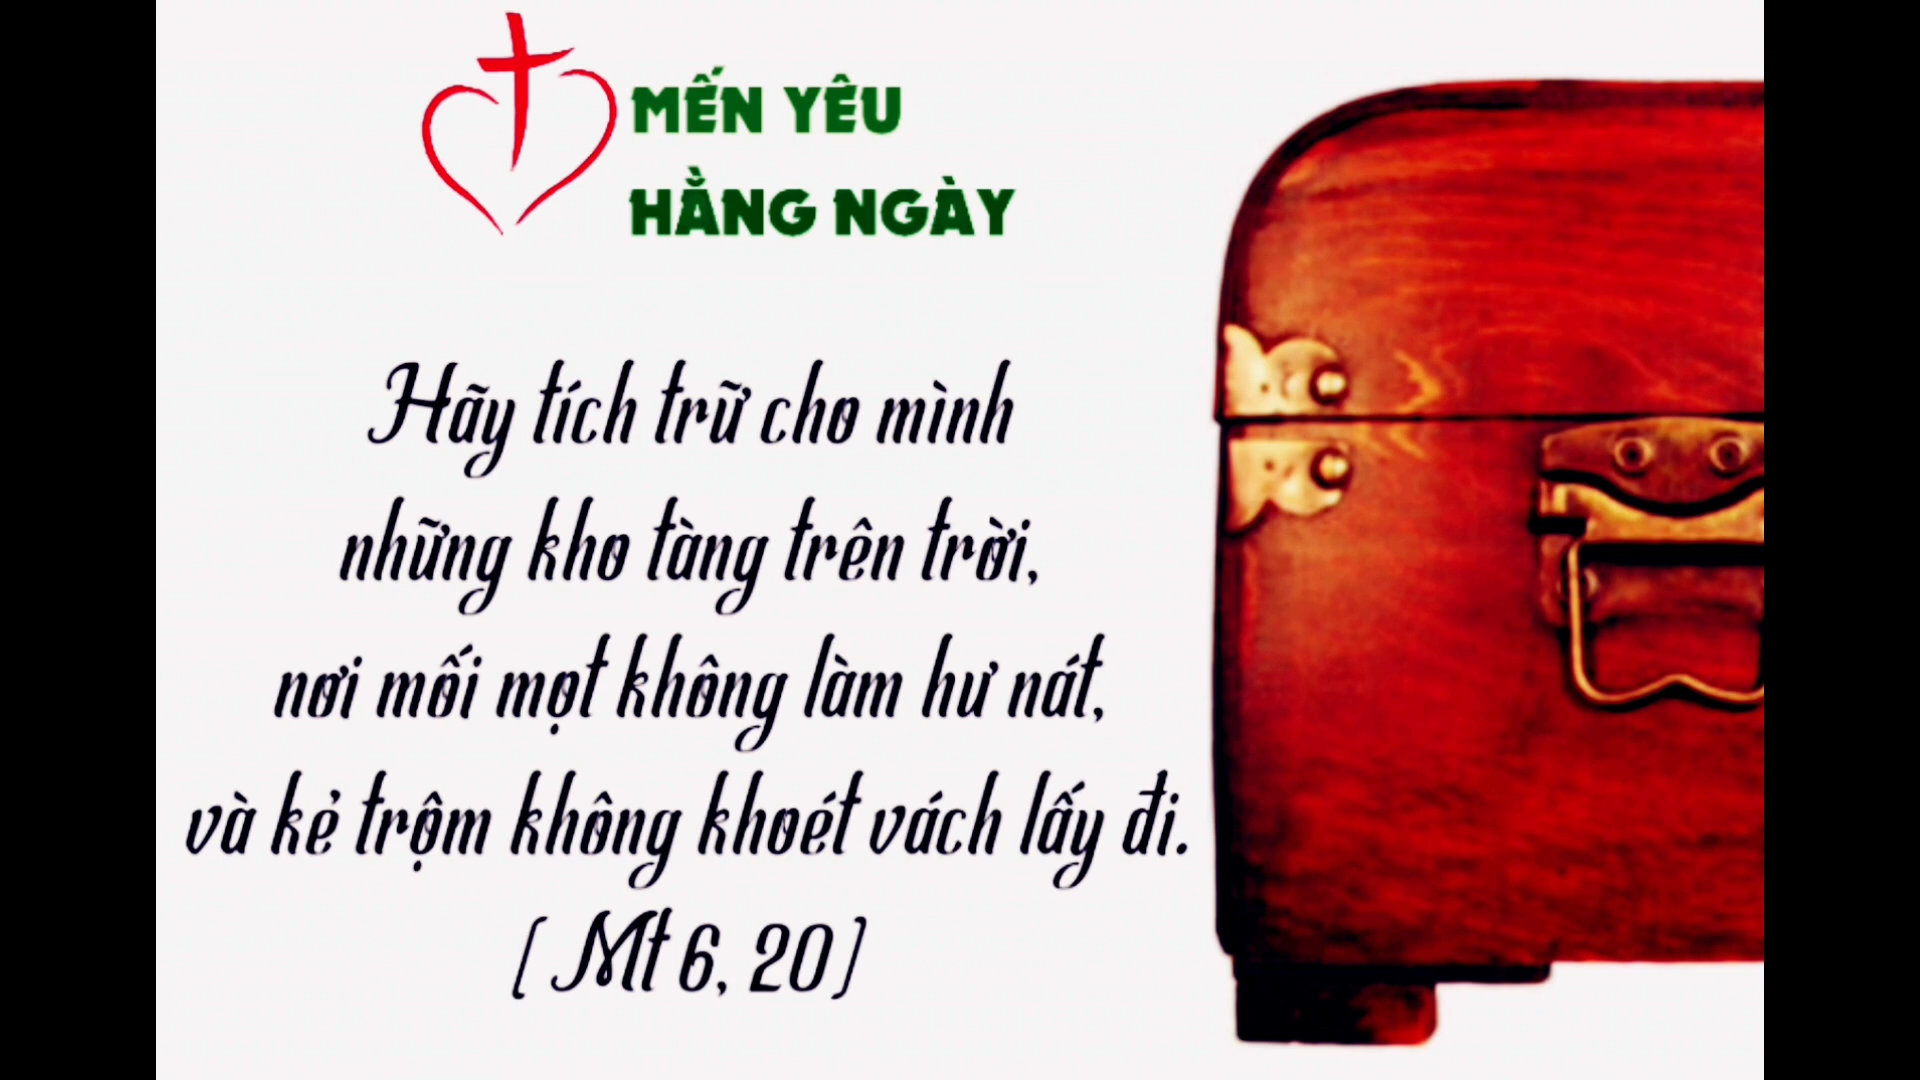 MẾN YÊU
HẰNG NGÀY
Hãy tích trữ cho mình
những kho tàng trên trời,
nơi mối mọt không làm hư nát,
và kẻ trộm không khoét vách lấy đi.
( Mt 6, 20)